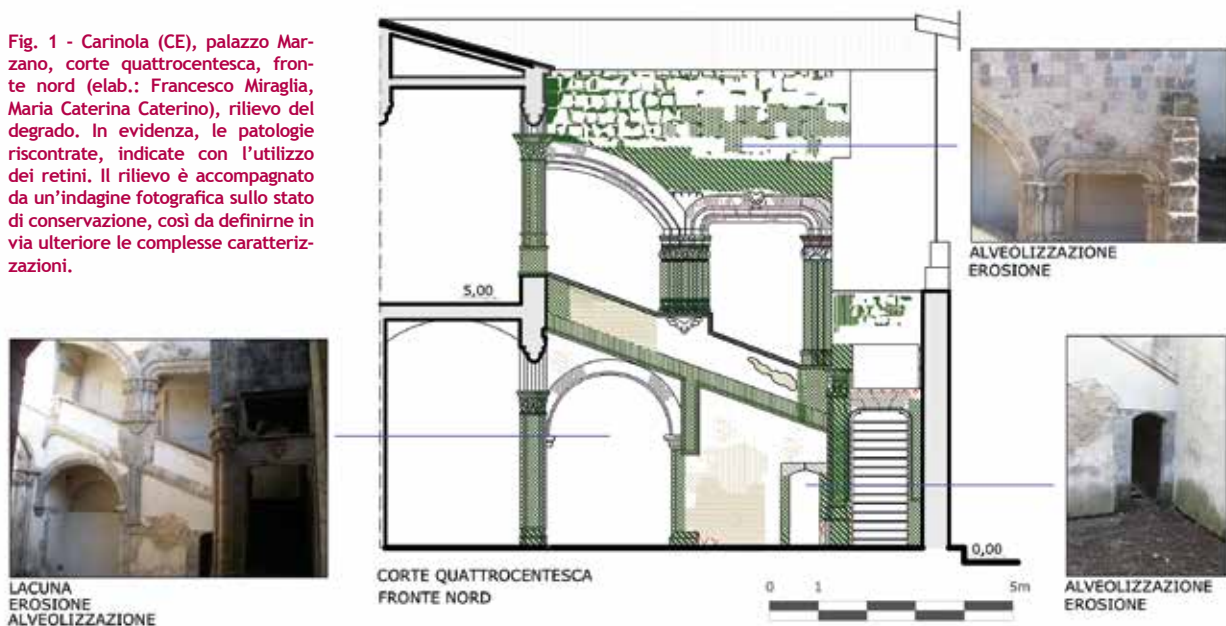 Fig. 1 - Carinola (CE), palazzo Mar-
zano, corte quattrocentesca, fron-
te nord (elab.: Francesco Miraglia,
Maria Caterina Caterino), rilievo del
degrado. In evidenza, le patologie
riscontrate, indicate con l'utilizzo
dei retini. Il rilievo è accompagnato
da un'indagine fotografica sullo stato
di conservazione, così da definirne in
via ulteriore le complesse caratteriz-
zazioni.
ALVEOLIZZAZIONE
EROSIONE
5,00
0,00
LACUNA
EROSIONE
ALVEOLIZZAZIONE
CORTE QUATTROCENTESCA
FRONTE NORD
0 1 5m
ALVEOLIZZAZIONE
EROSIONE